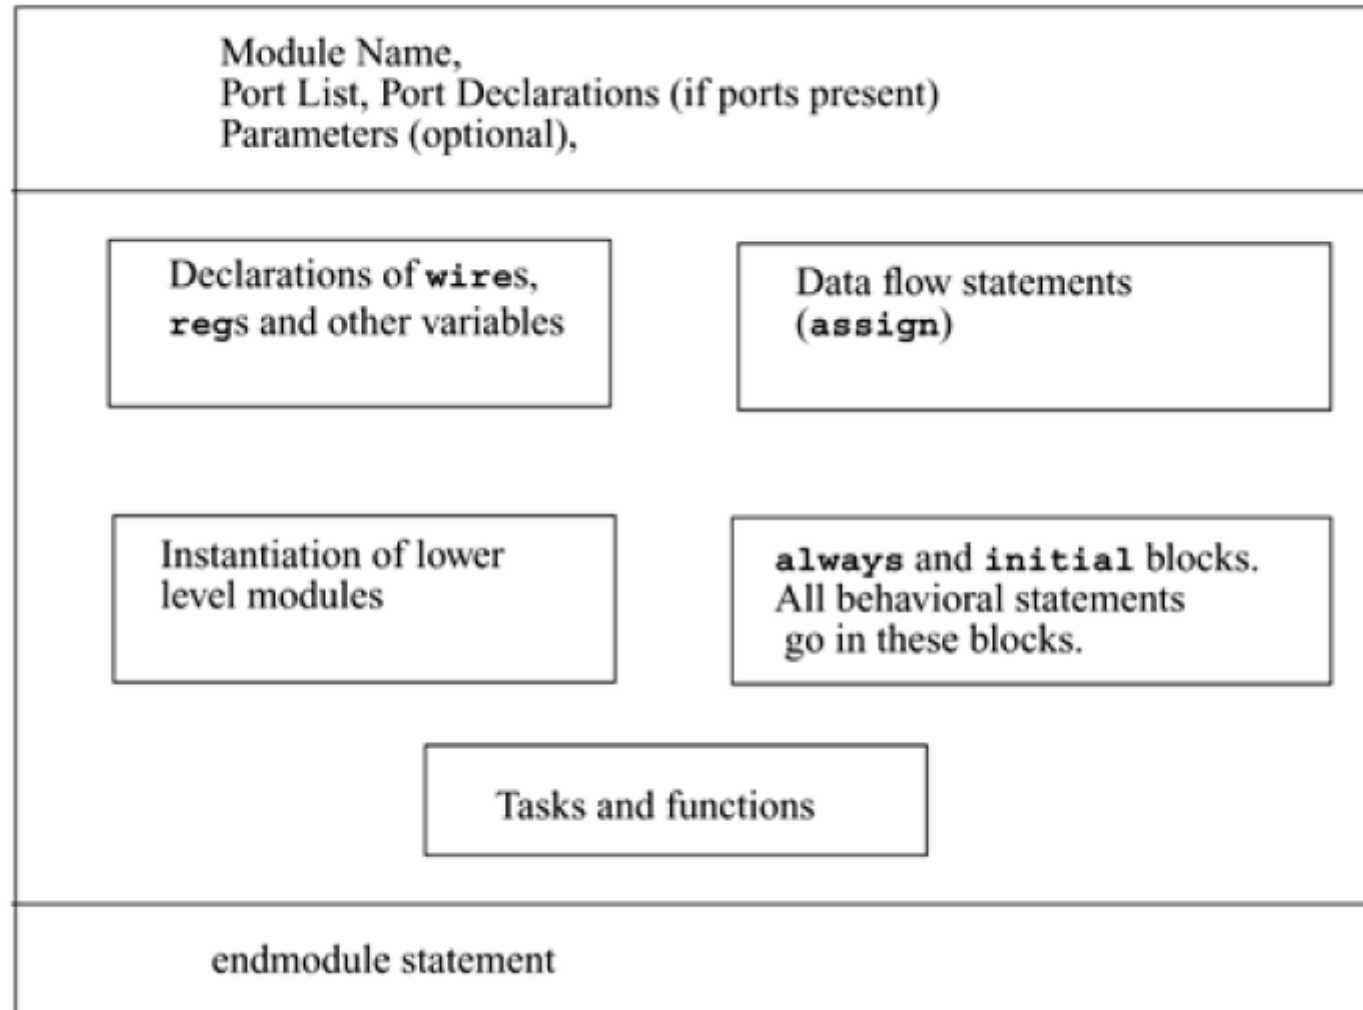 Module Name,
Port List, Port Declarations (if ports present)
Parameters (optional),
Declarations of wires,
regs and other variables
Data flow statements
(assign)
Instantiation of lower
level modules
always and initial blocks.
All behavioral statements
go in these blocks.
Tasks and functions
endmodule statement